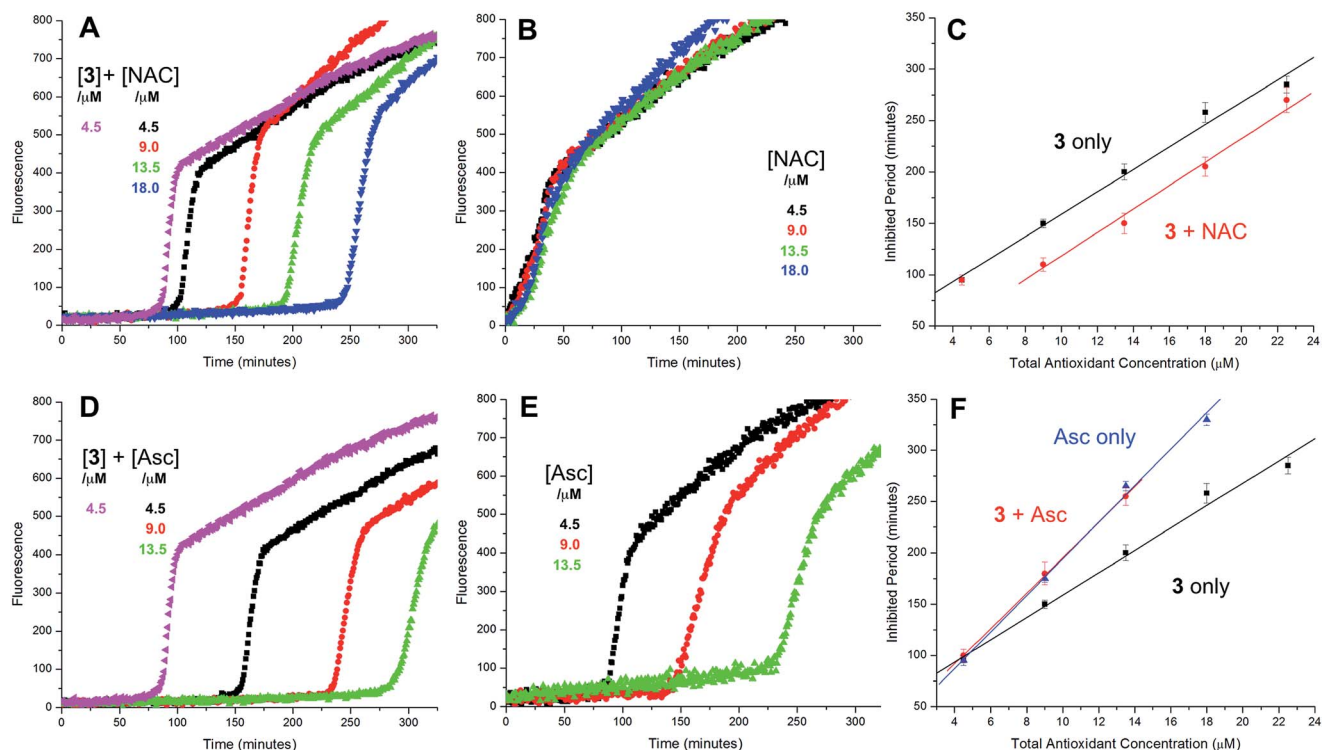 A
[3]+ [NAC]
/μM /μM
4.5 4.5
9.0
13.5
18.0
800
700
600
500
400
300
200
100
0
Fluorescence
0 50 100 150 200 250 300
Time (minutes)
B
[NAC]
/μM
4.5
9.0
13.5
18.0
800
700
600
500
400
300
200
100
0
Fluorescence
0 50 100 150 200 250 300
Time (minutes)
C
3 only
3 + NAC
350
300
250
200
150
100
50
Inhibited Period (minutes)
4 6 8 10 12 14 16 18 20 22 24
Total Antioxidant Concentration (μM)
D
[3] + [Asc]
/μM /μM
4.5 4.5
9.0
13.5
800
700
600
500
400
300
200
100
0
Fluorescence
0 50 100 150 200 250 300
Time (minutes)
E
[Asc]
/μM
4.5
9.0
13.5
800
700
600
500
400
300
200
100
0
Fluorescence
0 50 100 150 200 250 300
Time (minutes)
F
Asc only
3 + Asc
3 only
350
300
250
200
150
100
50
Inhibited Period (minutes)
4 6 8 10 12 14 16 18 20 22 24
Total Antioxidant Concentration (μM)